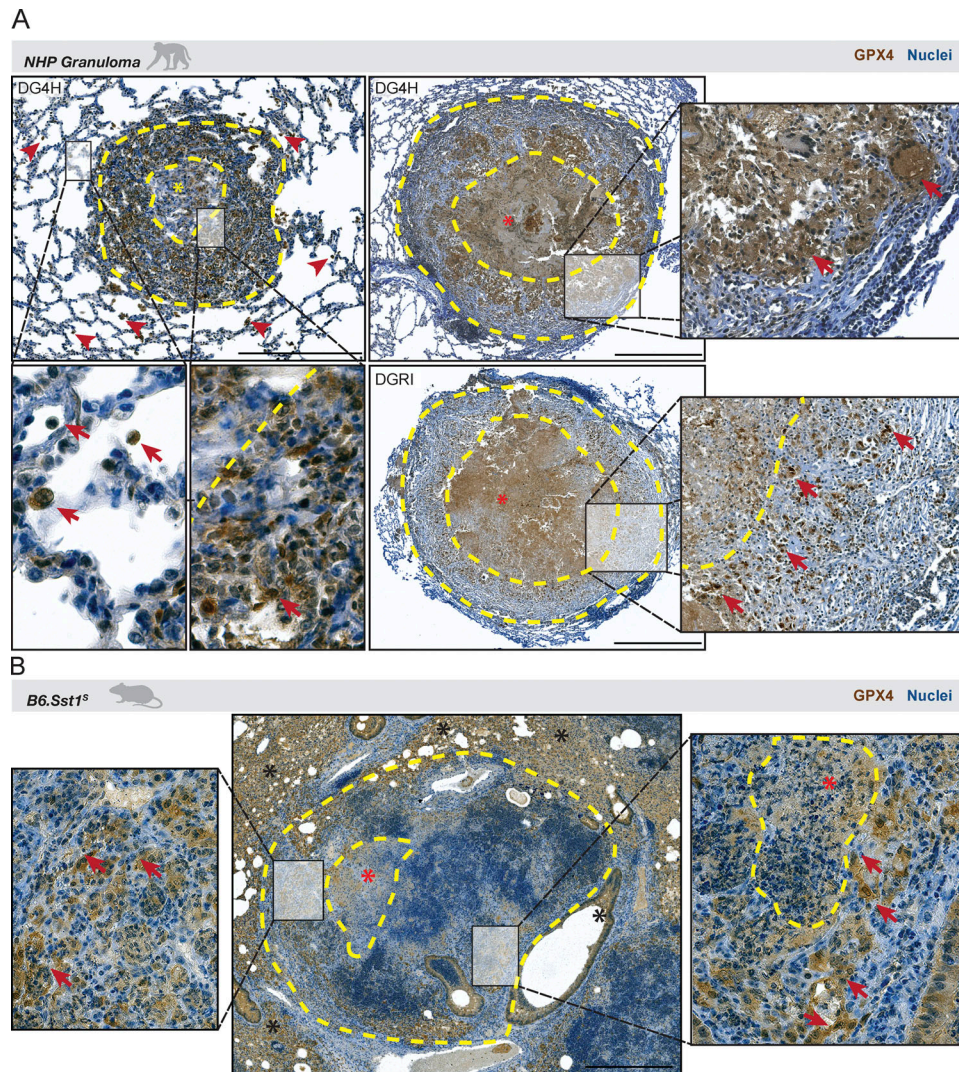 A
NHP Granuloma GPX4 Nuclei
DG4H
DG4H
DGRI
B
B6.Sst1ˢ GPX4 Nuclei